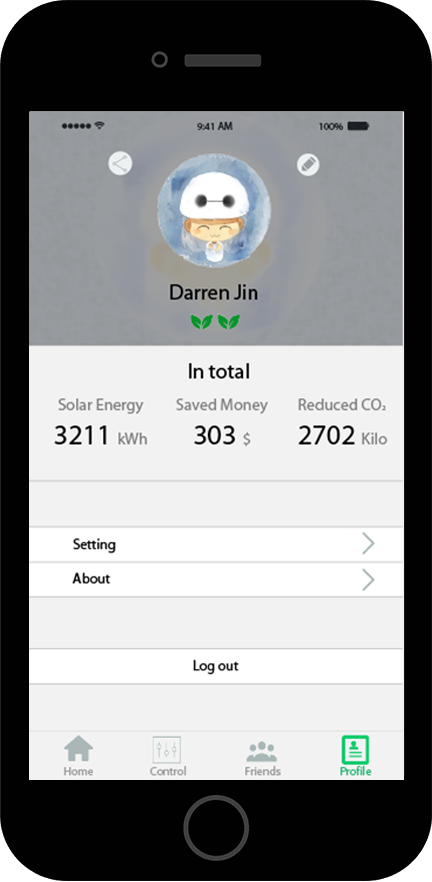 9:41 AM
100%
Darren Jin
In total
Solar Energy
Saved Money
Reduced CO₂
3211 kWh
303 $
2702 Kilo
Setting
About
Log out
Home
Control
Friends
Profile